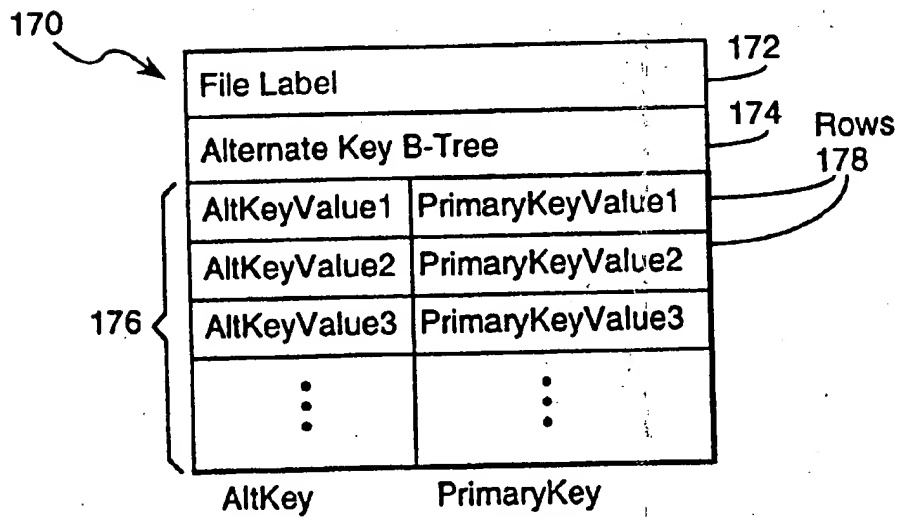 170
172
File Label
174
Rows
178
Alternate Key B-Tree
AltKeyValue1 PrimaryKeyValue1
AltKeyValue2 PrimaryKeyValue2
176
AltKeyValue3 PrimaryKeyValue3
AltKey PrimaryKey